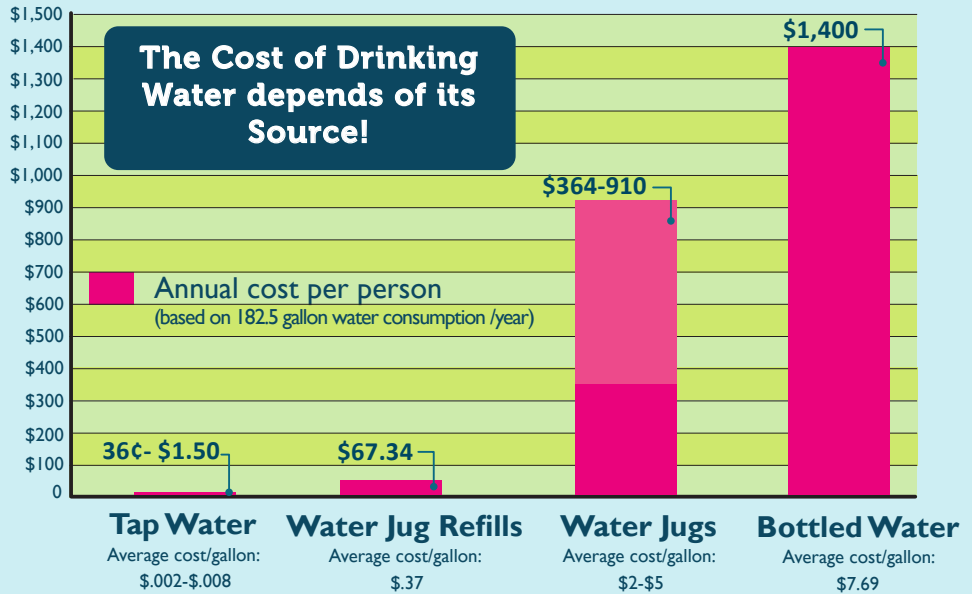 $1,500
$1,400
$1,300
$1,200
$1,100
$1,000
$900
$800
$700
$600
$500
$400
$300
$200
$100
0
The Cost of Drinking
Water depends of its
Source!
Annual cost per person
(based on 182.5 gallon water consumption /year)
36¢- $1.50
$67.34
$364-910
$1,400
Tap Water
Average cost/gallon:
$.002-$.008
Water Jug Refills
Average cost/gallon:
$.37
Water Jugs
Average cost/gallon:
$2-$5
Bottled Water
Average cost/gallon:
$7.69